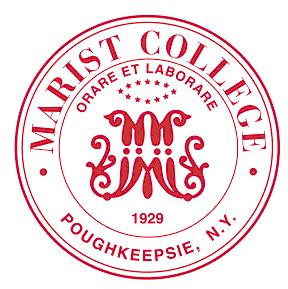 MARIST COLLEGE
ORARE ET LABORARE
1929
POUGHKEEPSIE, N.Y.